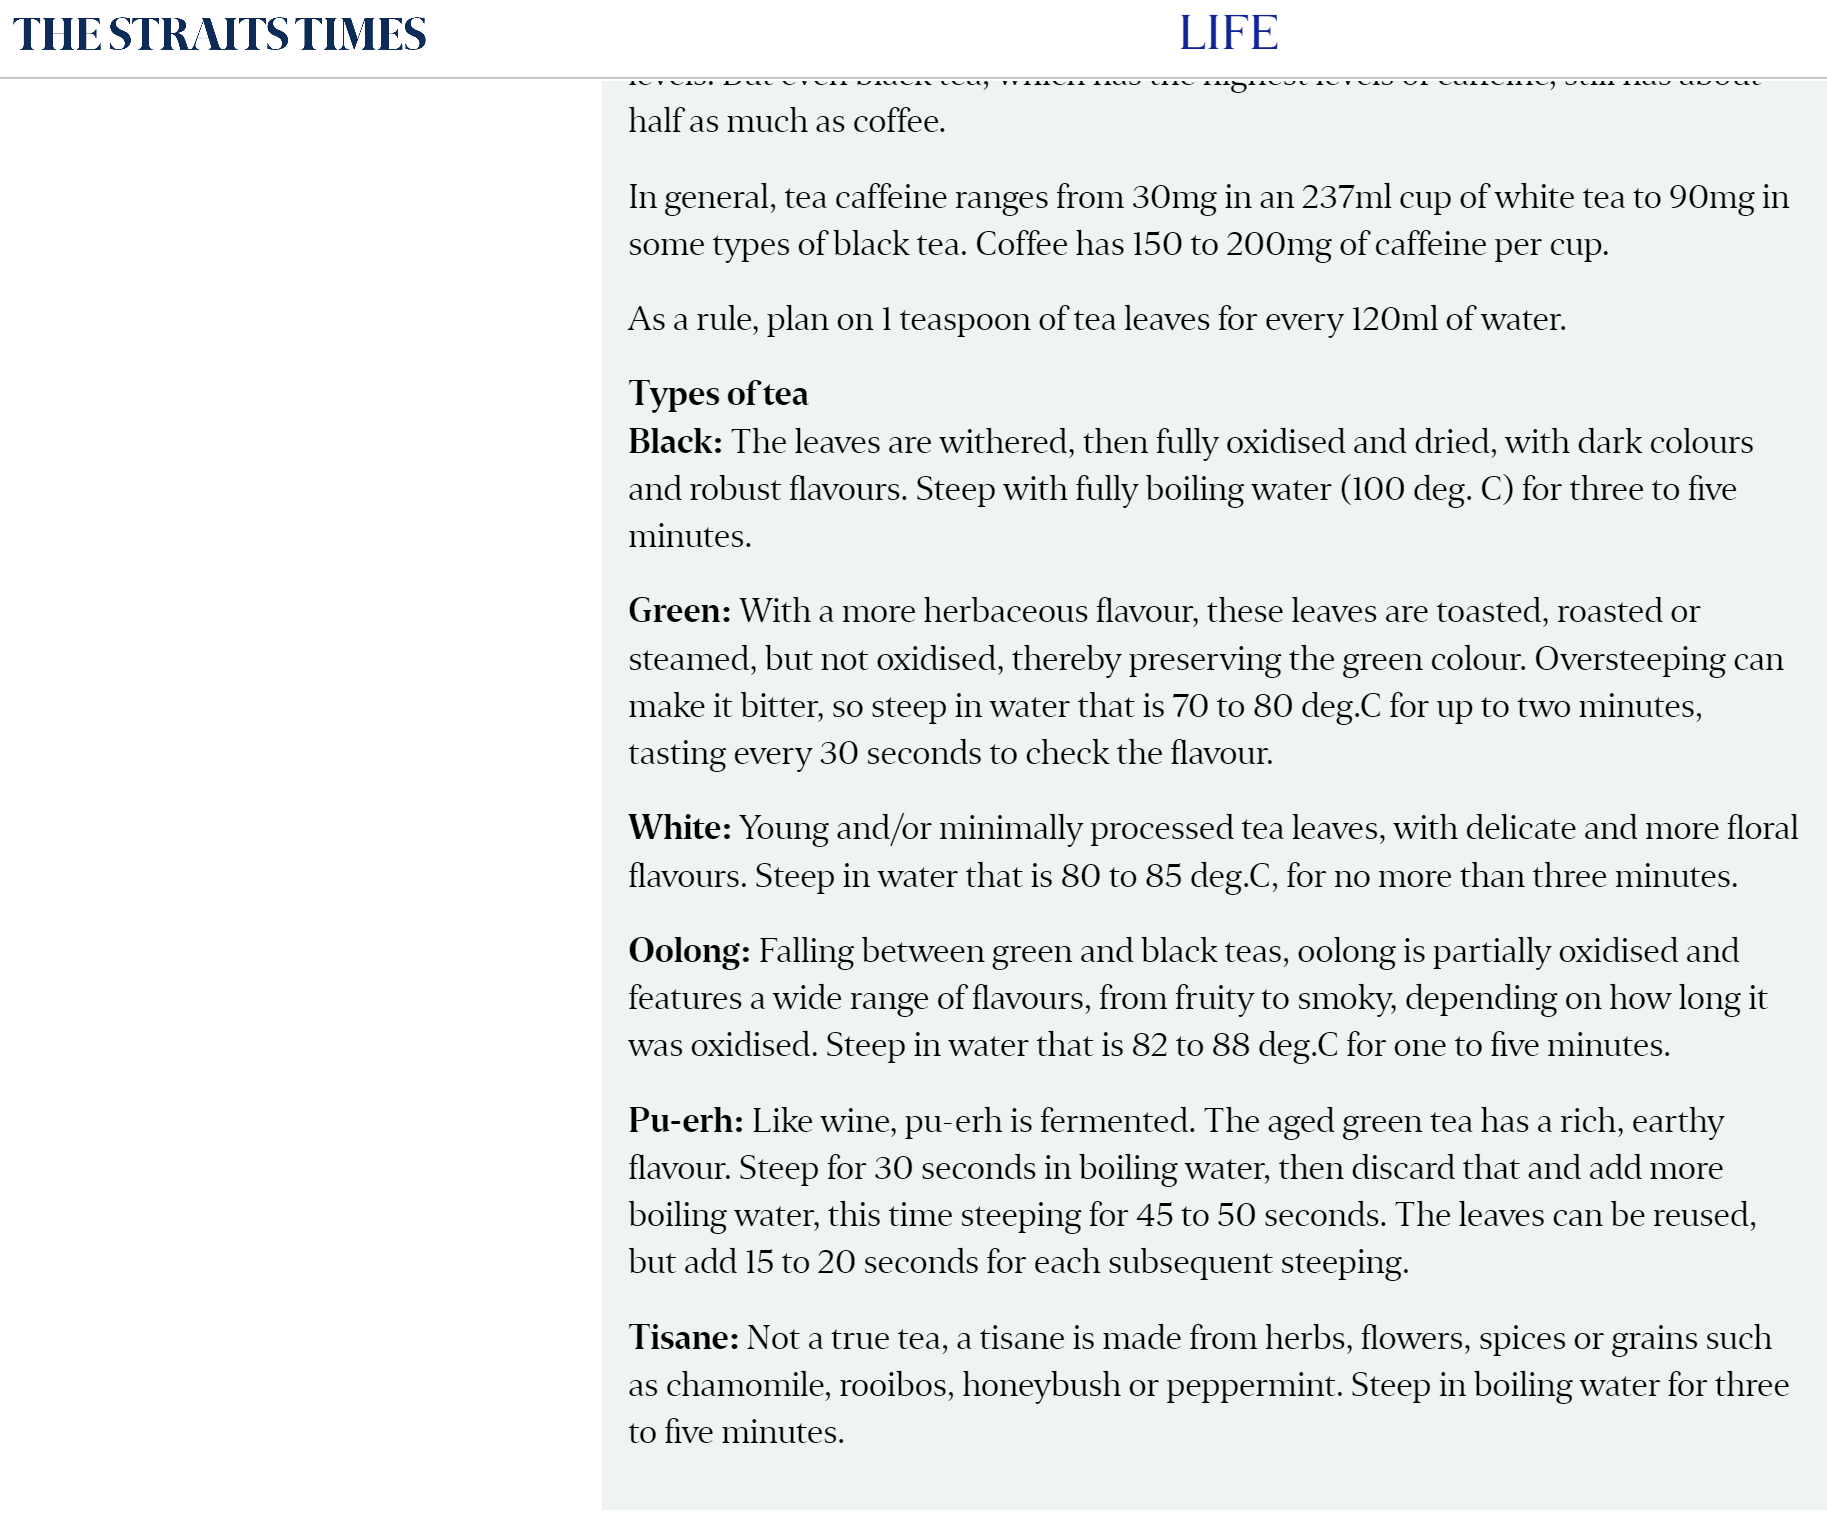 THE STRAITS TIMES
LIFE
levels. But even black tea, which has the highest levels of caffeine, still has about
half as much as coffee.
In general, tea caffeine ranges from 30mg in an 237ml cup of white tea to 90mg in
some types of black tea. Coffee has 150 to 200mg of caffeine per cup.
As a rule, plan on 1 teaspoon of tea leaves for every 120ml of water.
Types of tea
Black: The leaves are withered, then fully oxidised and dried, with dark colours
and robust flavours. Steep with fully boiling water (100 deg. C) for three to five
minutes.
Green: With a more herbaceous flavour, these leaves are toasted, roasted or
steamed, but not oxidised, thereby preserving the green colour. Oversteeping can
make it bitter, so steep in water that is 70 to 80 deg.C for up to two minutes,
tasting every 30 seconds to check the flavour.
White: Young and/or minimally processed tea leaves, with delicate and more floral
flavours. Steep in water that is 80 to 85 deg.C, for no more than three minutes.
Oolong: Falling between green and black teas, oolong is partially oxidised and
features a wide range of flavours, from fruity to smoky, depending on how long it
was oxidised. Steep in water that is 82 to 88 deg.C for one to five minutes.
Pu-erh: Like wine, pu-erh is fermented. The aged green tea has a rich, earthy
flavour. Steep for 30 seconds in boiling water, then discard that and add more
boiling water, this time steeping for 45 to 50 seconds. The leaves can be reused,
but add 15 to 20 seconds for each subsequent steeping.
Tisane: Not a true tea, a tisane is made from herbs, flowers, spices or grains such
as chamomile, rooibos, honeybush or peppermint. Steep in boiling water for three
to five minutes.